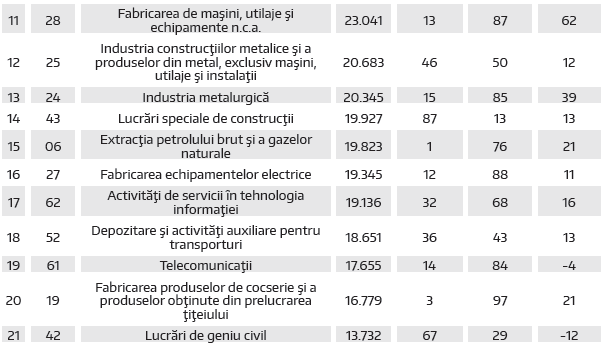 11 28 Fabricarea de maşini, utilaje şi
echipamente n.c.a. 23.041 13 87 62
12 25 Industria construcţiilor metalice şi a
produselor din metal, exclusiv maşini,
utilaje şi instalaţii 20.683 46 50 12
13 24 Industria metalurgică 20.345 15 85 39
14 43 Lucrări speciale de construcţii 19.927 87 13 13
15 06 Extracţia petrolului brut şi a gazelor
naturale 19.823 1 76 21
16 27 Fabricarea echipamentelor electrice 19.345 12 88 11
17 62 Activităţi de servicii în tehnologia
informaţiei 19.136 32 68 16
18 52 Depozitare şi activităţi auxiliare pentru
transporturi 18.651 36 43 13
19 61 Telecomunicaţii 17.655 14 84 -4
20 19 Fabricarea produselor de cocserie şi a
produselor obţinute din prelucrarea
ţiţeiului 16.779 3 97 21
21 42 Lucrări de geniu civil 13.732 67 29 -12